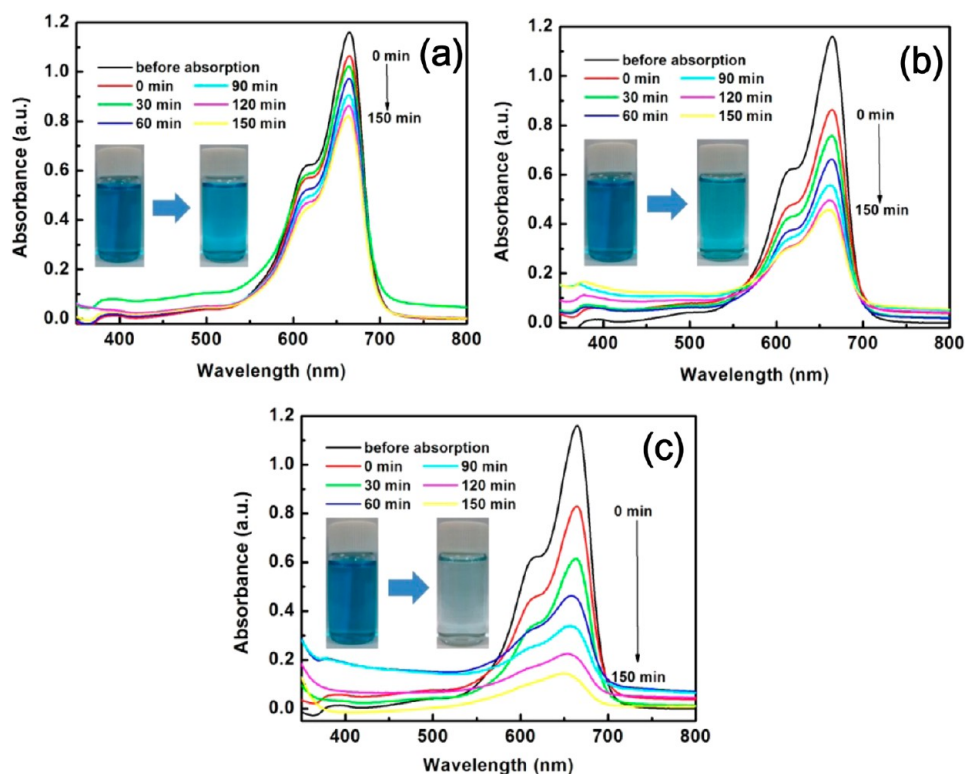 (a)
before absorption
0 min 90 min
30 min 120 min
60 min 150 min
0 min
150 min
1.2
1.0
0.8
0.6
0.4
0.2
0.0
Absorbance (a.u.)
400 500 600 700 800
Wavelength (nm)
(b)
before absorption
0 min 90 min
30 min 120 min
60 min 150 min
0 min
150 min
1.2
1.0
0.8
0.6
0.4
0.2
0.0
Absorbance (a.u.)
400 500 600 700 800
Wavelength (nm)
(c)
before absorption
0 min 90 min
30 min 120 min
60 min 150 min
0 min
150 min
1.2
1.0
0.8
0.6
0.4
0.2
0.0
Absorbance (a.u.)
400 500 600 700 800
Wavelength (nm)